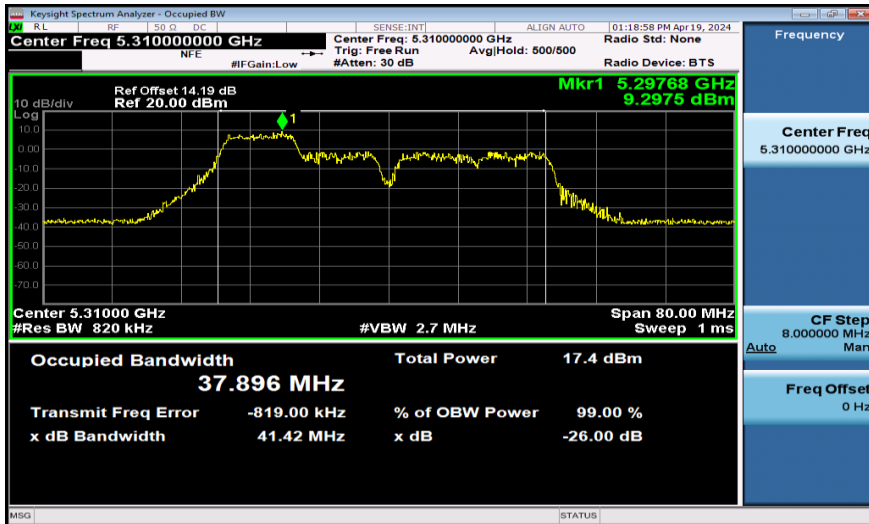 Keysight Spectrum Analyzer - Occupied BW
LXI RL RF 50 Ω DC SENSE:INT ALIGN AUTO 01:18:58 PM Apr 19, 2024
Center Freq 5.310000000 GHz
NFE
#IFGain:Low
Center Freq: 5.310000000 GHz
Trig: Free Run Avg|Hold: 500/500
#Atten: 30 dB
Radio Std: None
Radio Device: BTS
Ref Offset 14.19 dB
10 dB/div Ref 20.00 dBm
Log
Mkr1 5.29768 GHz
9.2975 dBm
1
10.0
0.00
-10.0
-20.0
-30.0
-40.0
-50.0
-60.0
-70.0
Center 5.31000 GHz Span 80.00 MHz
#Res BW 820 kHz #VBW 2.7 MHz Sweep 1 ms
Occupied Bandwidth Total Power 17.4 dBm
37.896 MHz
Transmit Freq Error -819.00 kHz % of OBW Power 99.00 %
x dB Bandwidth 41.42 MHz x dB -26.00 dB
Frequency
Center Freq
5.310000000 GHz
CF Step
8.000000 MHz
Auto Man
Freq Offset
0 Hz
MSG STATUS